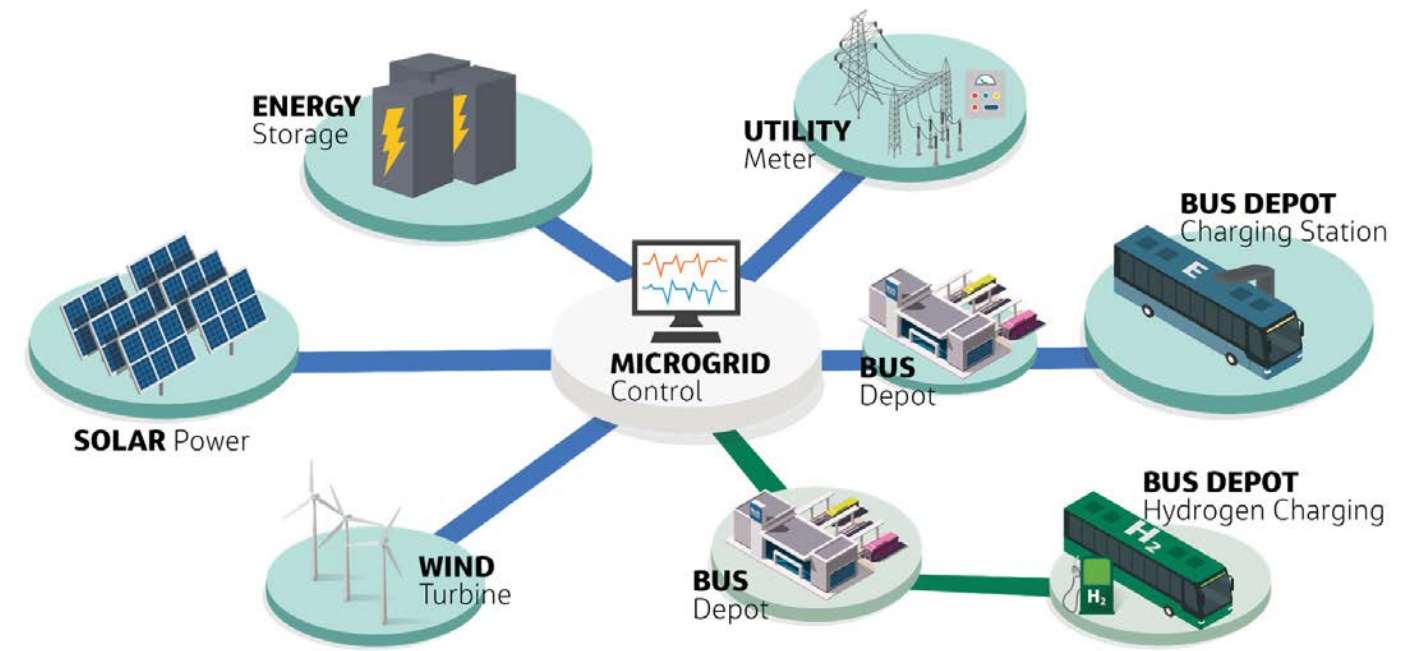 ENERGY
Storage
UTILITY
Meter
BUS DEPOT
Charging Station
E
MICROGRID
Control
BUS
Depot
SOLAR Power
WIND
Turbine
BUS
Depot
BUS DEPOT
Hydrogen Charging
H2
H2